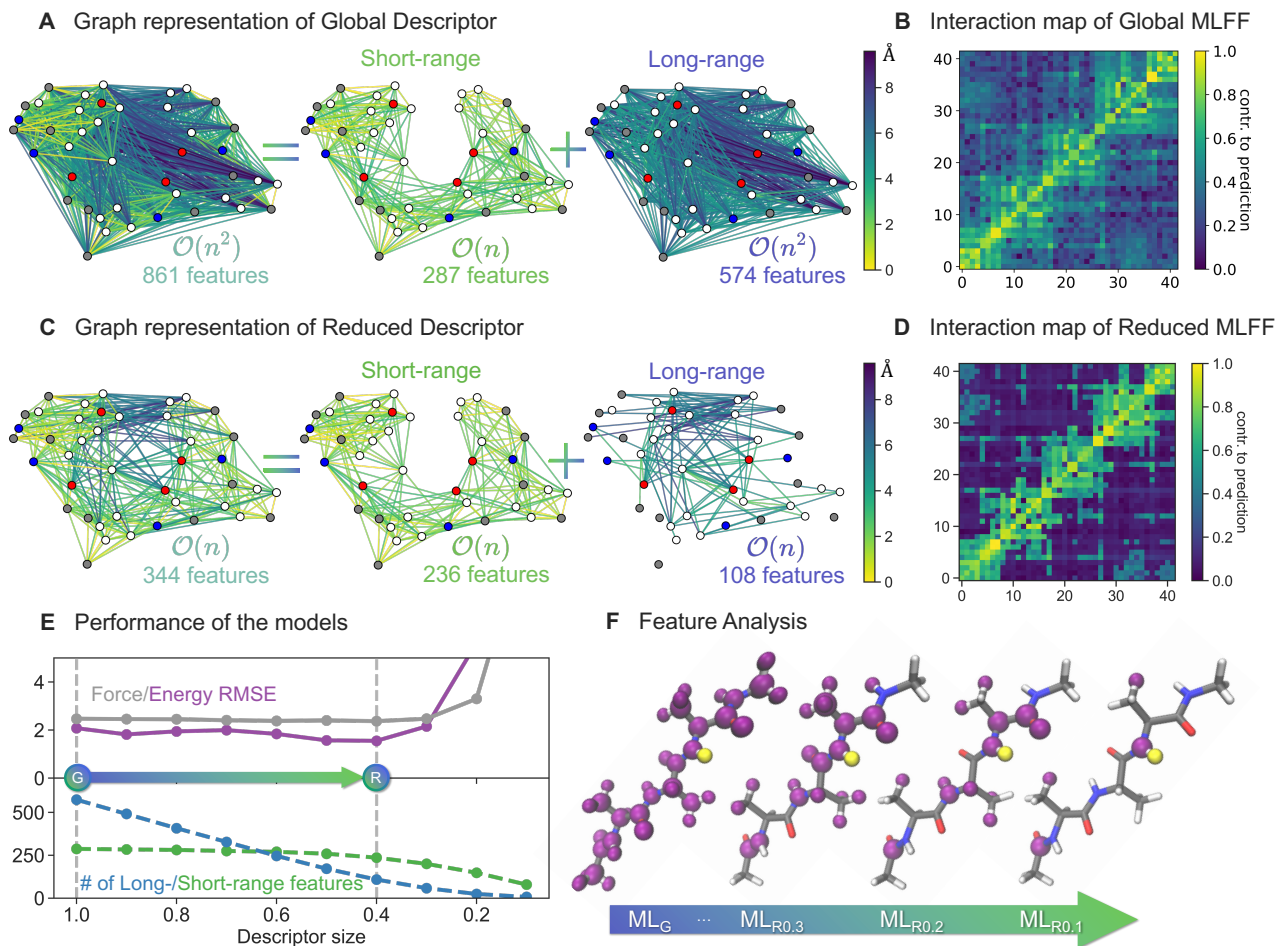 A Graph representation of Global Descriptor
B Interaction map of Global MLFF
Short-range
Long-range
Å
8
6
4
2
0
=
+
𝒪(n²)
861 features
𝒪(n)
287 features
𝒪(n²)
574 features
40
30
20
10
0
0 10 20 30 40
1.0
0.8
0.6
0.4
0.2
0.0
contr. to prediction
C Graph representation of Reduced Descriptor
D Interaction map of Reduced MLFF
Short-range
Long-range
Å
8
6
4
2
0
=
+
𝒪(n)
344 features
𝒪(n)
236 features
𝒪(n)
108 features
40
30
20
10
0
0 10 20 30 40
1.0
0.8
0.6
0.4
0.2
0.0
contr. to prediction
E Performance of the models
4
2
0
Force/Energy RMSE
G
R
500
250
0
# of Long-/Short-range features
1.0 0.8 0.6 0.4 0.2
Descriptor size
F Feature Analysis
ML_G ... ML_R0.3 ML_R0.2 ML_R0.1